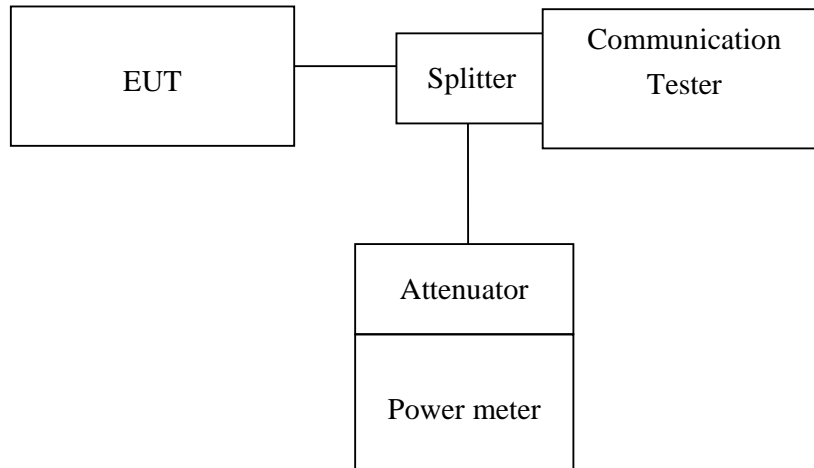 EUT
Splitter
Communication
Tester
Attenuator
Power meter